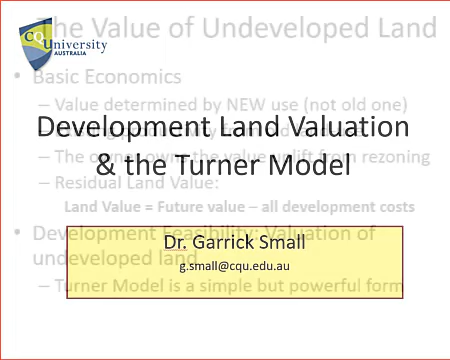 The Value of Undeveloped Land
CQUniversity
AUSTRALIA
• Basic Economics
– Value determined by NEW use (not old one)
Development Land Valuation
– The owner owns the value uplift from rezoning
& the Turner Model
– Residual Land Value:
Land Value = Future value – all development costs
• Development Feasibility: Valuation of
undeveloped land
Dr. Garrick Small
g.small@cqu.edu.au
– Turner Model is a simple but powerful form